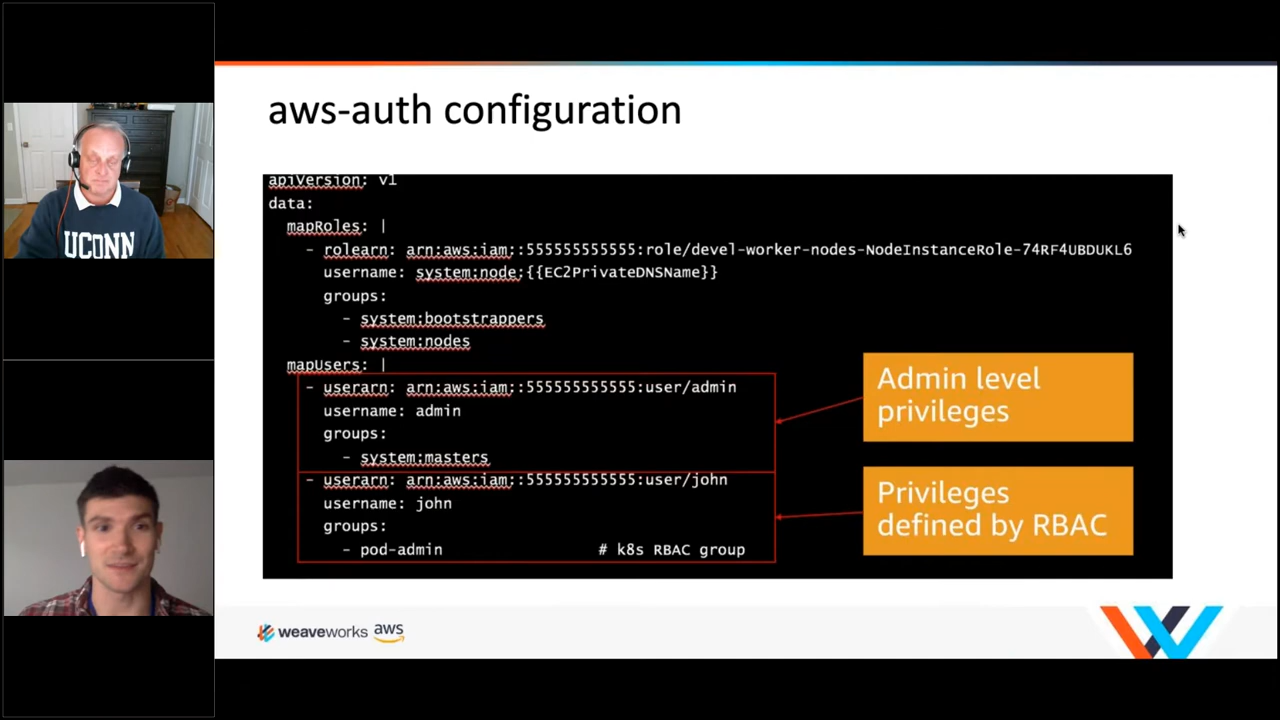 aws-auth configuration
apiVersion: v1
data:
mapRoles: |
- rolearn: arn:aws:iam::555555555555:role/devel-worker-nodes-NodeInstanceRole-74RF4UBDUKL6
username: system:node:{{EC2PrivateDNSName}}
groups:
- system:bootstrappers
- system:nodes
mapUsers: |
- userarn: arn:aws:iam::555555555555:user/admin
username: admin
groups:
- system:masters
- userarn: arn:aws:iam::555555555555:user/john
username: john
groups:
- pod-admin # k8s RBAC group
Admin level
privileges
Privileges
defined by RBAC
UCONN
weaveworks aws